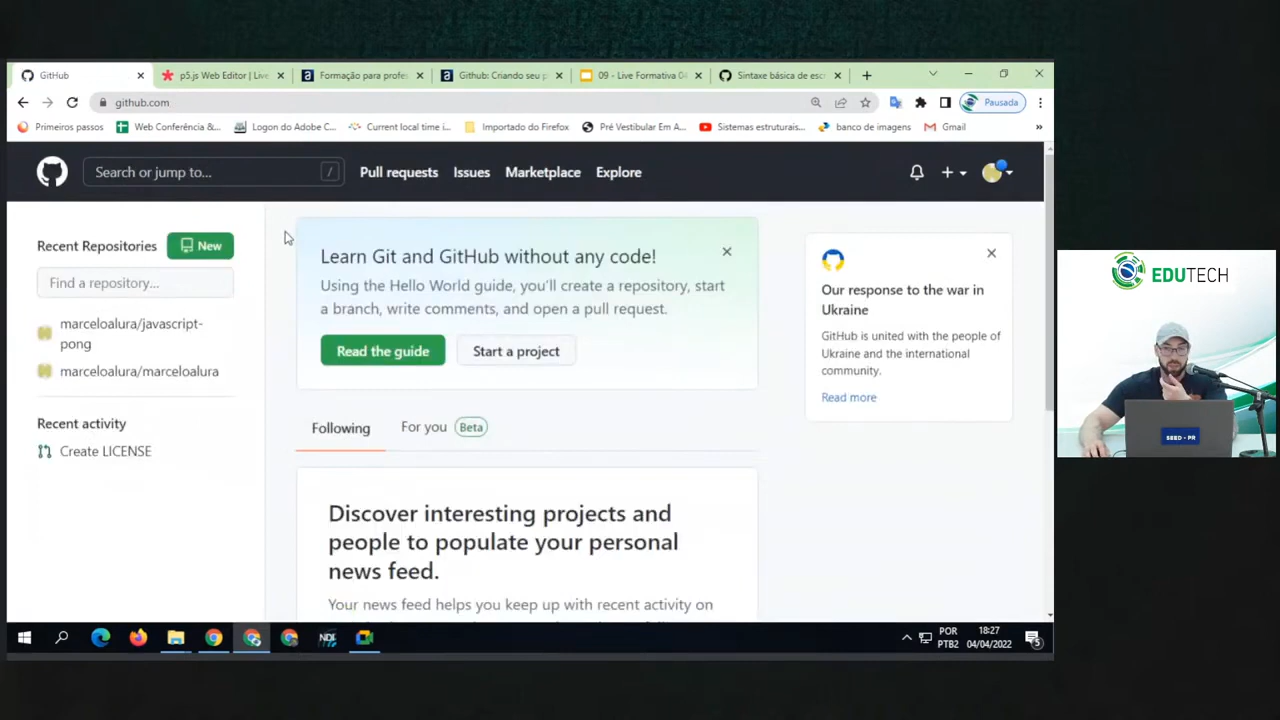 GitHub
p5.js Web Editor | Live
Formação para profes
Github: Criando seu p
09 - Live Formativa 04
Sintaxe básica de esc
github.com
Pausada
Primeiros passos
Web Conferência &...
Logon do Adobe C...
Current local time i...
Importado do Firefox
Pré Vestibular Em A...
Sistemas estruturais...
banco de imagens
Gmail
»
Search or jump to...
/
Pull requests
Issues
Marketplace
Explore
Recent Repositories
New
Find a repository...
marceloalura/javascript-
pong
marceloalura/marceloalura
Recent activity
Create LICENSE
Learn Git and GitHub without any code!
Using the Hello World guide, you'll create a repository, start
a branch, write comments, and open a pull request.
Read the guide
Start a project
Following
For you
Beta
Discover interesting projects and
people to populate your personal
news feed.
Your news feed helps you keep up with recent activity on
Our response to the war in
Ukraine
GitHub is united with the people of
Ukraine and the international
community.
Read more
EDUTECH
SEED - PR
POR
PTB2
18:27
04/04/2022
5